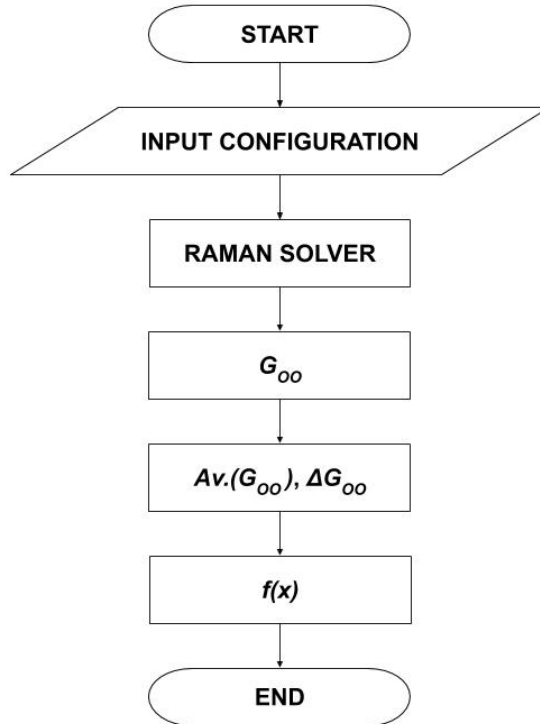 START
INPUT CONFIGURATION
RAMAN SOLVER
G_OO
Av.(G_OO), ΔG_OO
f(x)
END